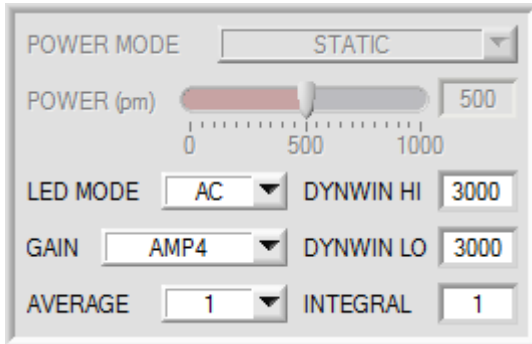 POWER MODE STATIC
POWER (pm) 500
0 500 1000
LED MODE AC DYNWIN HI 3000
GAIN AMP4 DYNWIN LO 3000
AVERAGE 1 INTEGRAL 1